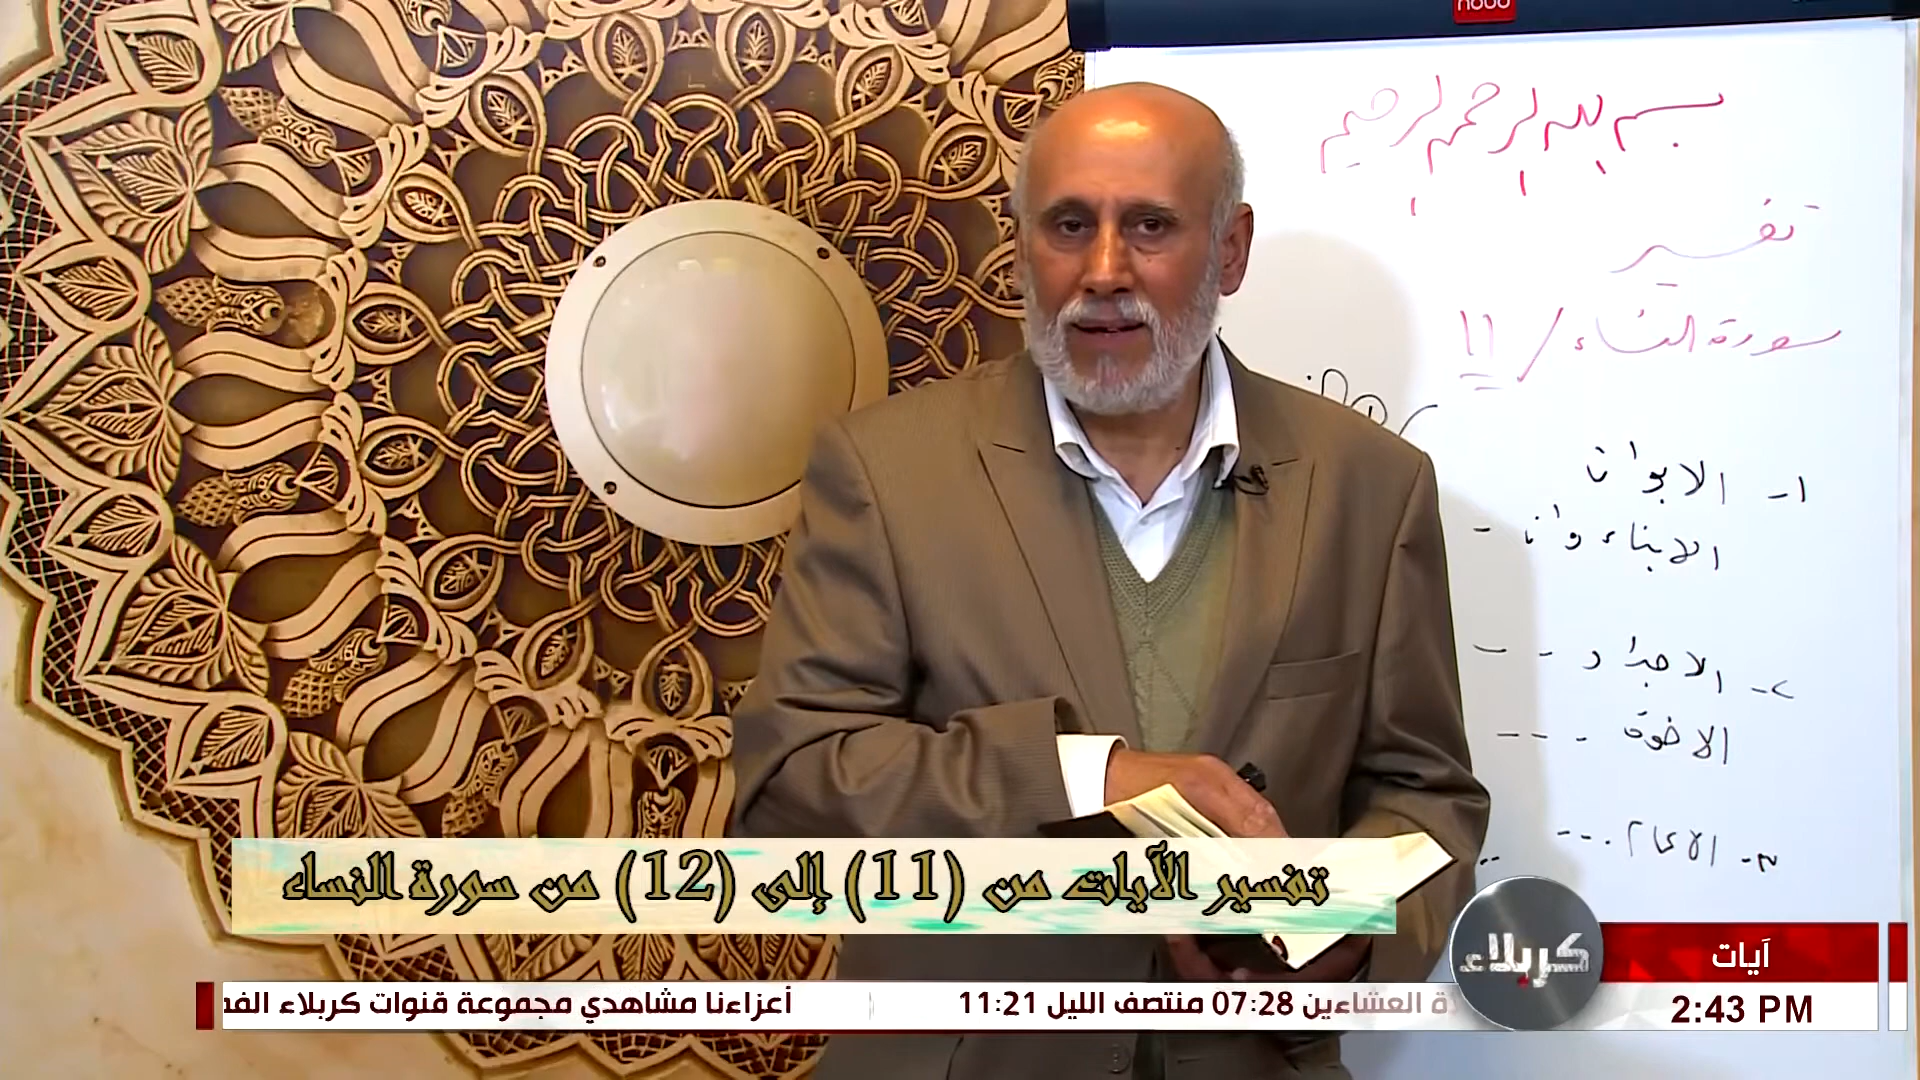 nobo
بسم الله الرحمن الرحيم
تفسير
سورة النساء / ١١
١- الابوان
الابناء وان -
٢- الاجداد - -
الاخوة - - -
٣- الاعمام ...
تفسير الآيات من (11) إلى (12) من سورة النساء
كربلاء
آيات
2:43 PM
العشاءين 07:28 منتصف الليل 11:21
أعزاءنا مشاهدي مجموعة قنوات كربلاء